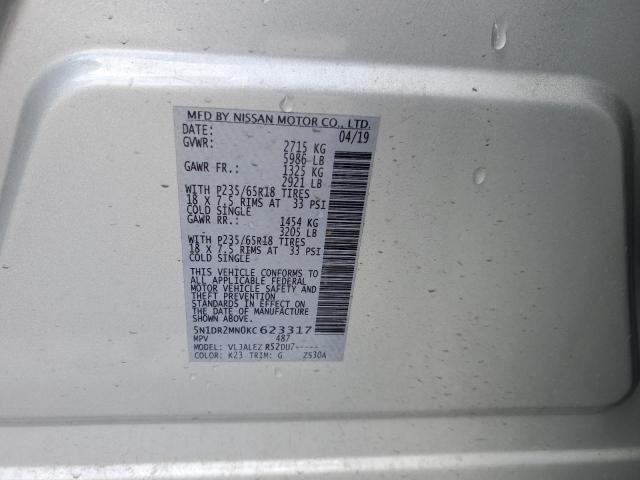 MFD BY NISSAN MOTOR CO., LTD.
DATE: 04/19
GVWR: 2715 KG
5986 LB
GAWR FR.: 1325 KG
2921 LB
WITH P235/65R18 TIRES
18 X 7.5 RIMS AT 33 PSI
COLD SINGLE
GAWR RR.: 1454 KG
3205 LB
WITH P235/65R18 TIRES
18 X 7.5 RIMS AT 33 PSI
COLD SINGLE
THIS VEHICLE CONFORMS TO
ALL APPLICABLE FEDERAL
MOTOR VEHICLE SAFETY AND
THEFT PREVENTION
STANDARDS IN EFFECT ON
THE DATE OF MANUFACTURE
SHOWN ABOVE.
5N1DR2MN0KC623317
MPV 487
MODEL: VLJALEZ R52DU7-----
COLOR: K23 TRIM: G ZS30A